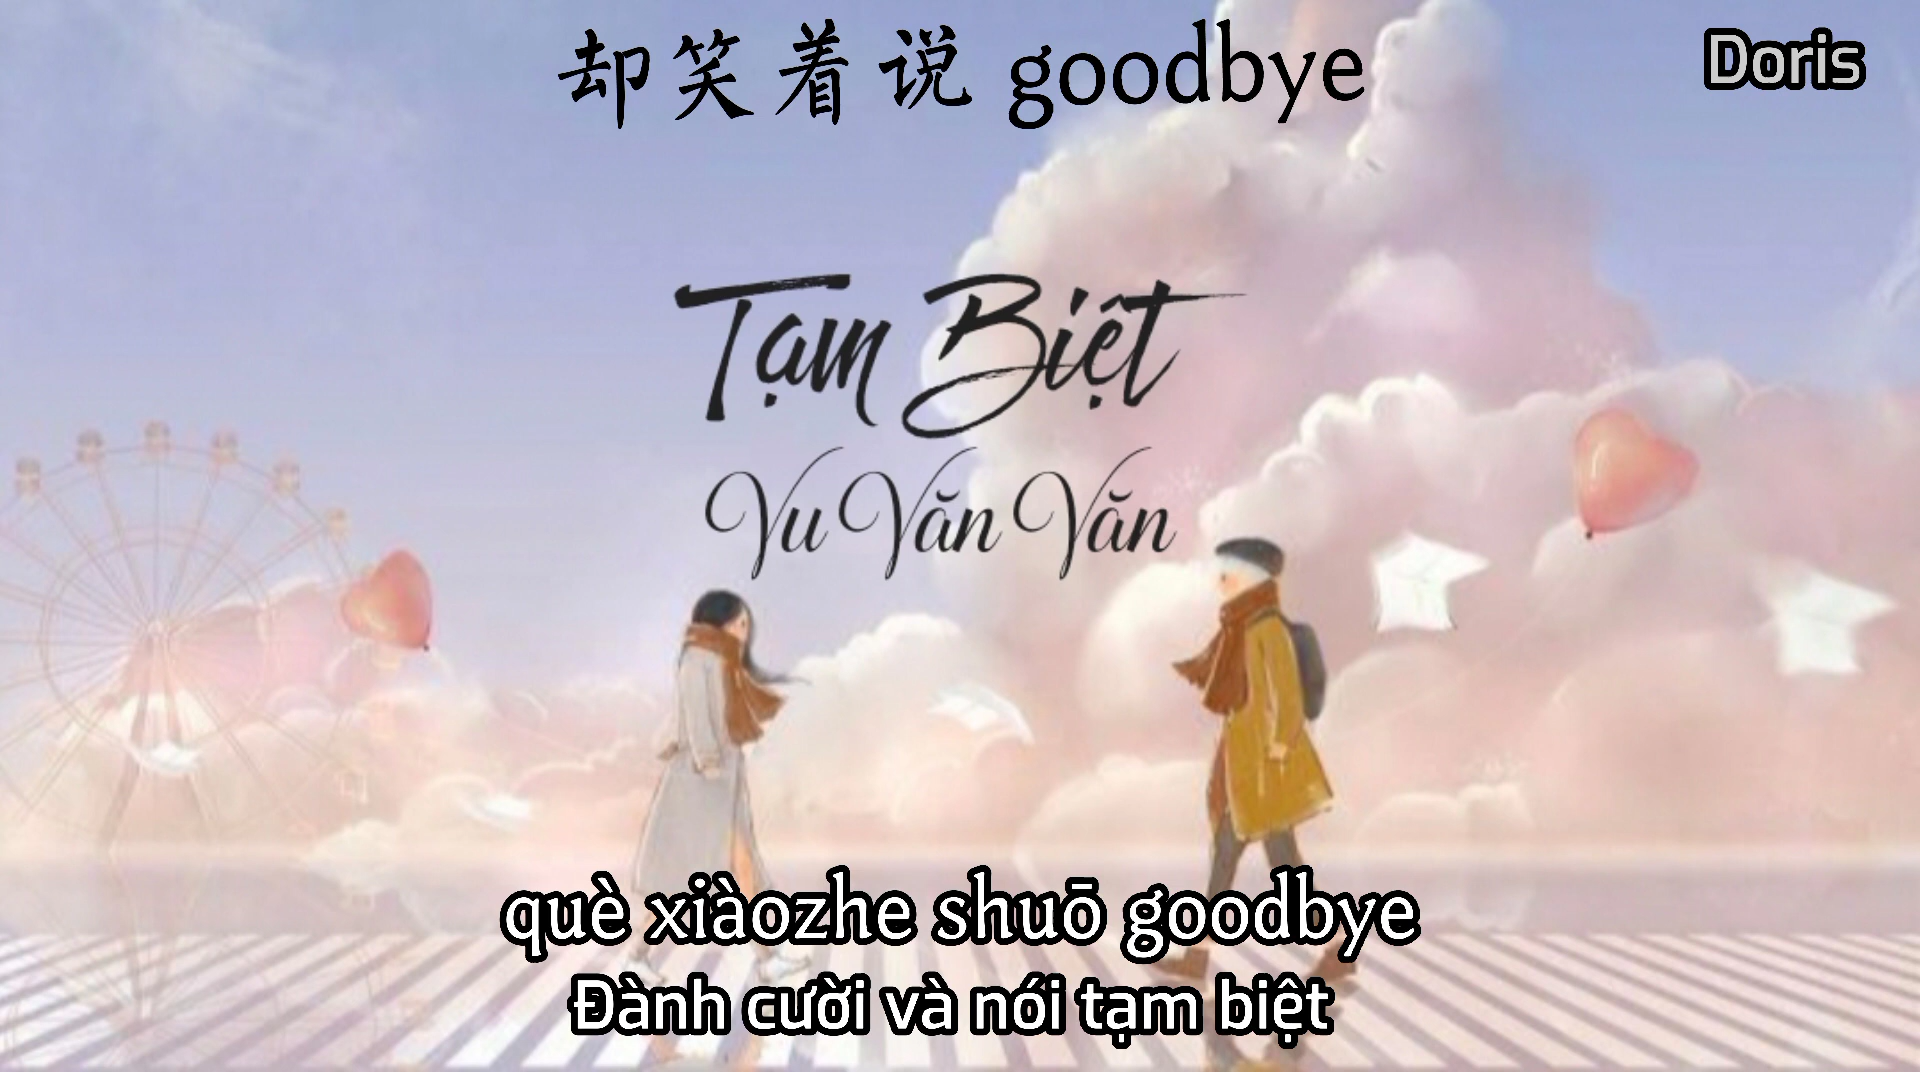 却笑着说 goodbye
Doris
Tạm Biệt
Vu Văn Văn
què xiàozhe shuō goodbye
Đành cười và nói tạm biệt